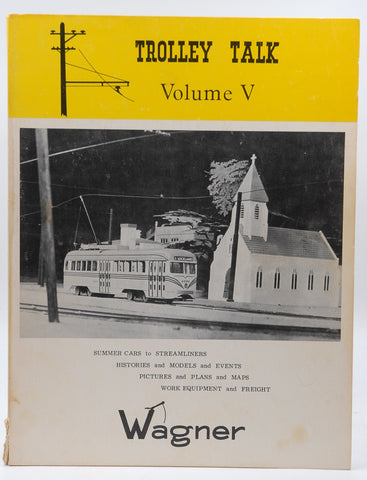 TROLLEY TALK
Volume V
SUMMER CARS to STREAMLINERS
HISTORIES and MODELS and EVENTS
PICTURES and PLANS and MAPS
WORK EQUIPMENT and FREIGHT
Wagner